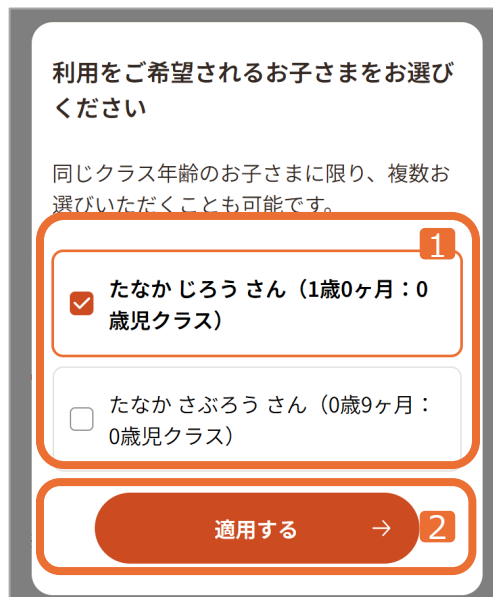 利用をご希望されるお子さまをお選び
ください
同じクラス年齢のお子さまに限り、複数お
選びいただくことも可能です。
1
たなか じろう さん（1歳0ヶ月：0
歳児クラス）
たなか さぶろう さん（0歳9ヶ月：
0歳児クラス）
適用する →
2